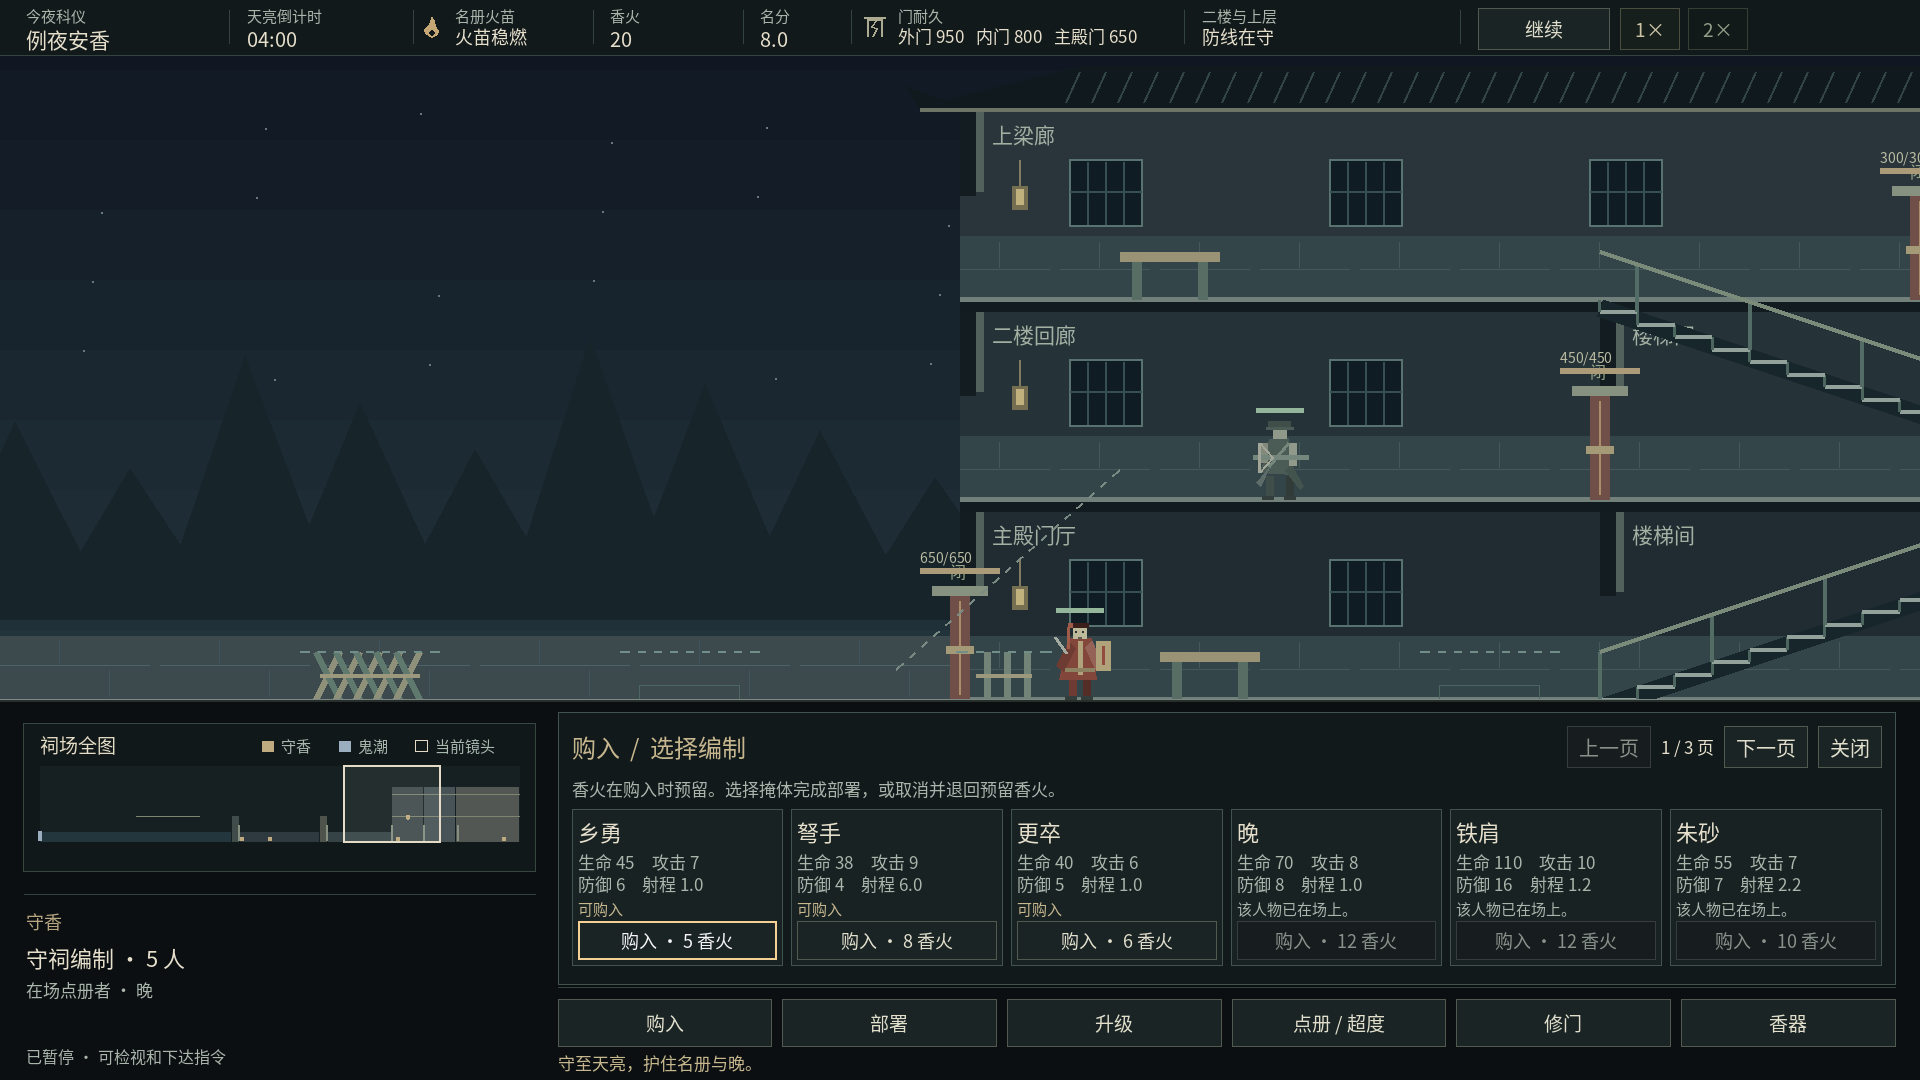 今夜科仪
例夜安香
天亮倒计时
04:00
名册火苗
火苗稳燃
香火
20
名分
8.0
门耐久
外门 950 内门 800 主殿门 650
二楼与上层
防线在守
继续
1×
2×
上梁廊
二楼回廊
450/450
闭
主殿门厅
楼梯间
650/650
闭
祠场全图
守香
鬼潮
当前镜头
守香
守祠编制 · 5 人
在场点册者 · 晚
已暂停 · 可检视和下达指令
购入 / 选择编制
上一页
1 / 3 页
下一页
关闭
香火在购入时预留。选择掩体完成部署，或取消并退回预留香火。
乡勇
生命 45 攻击 7
防御 6 射程 1.0
可购入
购入 · 5 香火
弩手
生命 38 攻击 9
防御 4 射程 6.0
可购入
购入 · 8 香火
更卒
生命 40 攻击 6
防御 5 射程 1.0
可购入
购入 · 6 香火
晚
生命 70 攻击 8
防御 8 射程 1.0
该人物已在场上。
购入 · 12 香火
铁肩
生命 110 攻击 10
防御 16 射程 1.2
该人物已在场上。
购入 · 12 香火
朱砂
生命 55 攻击 7
防御 7 射程 2.2
该人物已在场上。
购入 · 10 香火
购入
部署
升级
点册 / 超度
修门
香器
守至天亮，护住名册与晚。